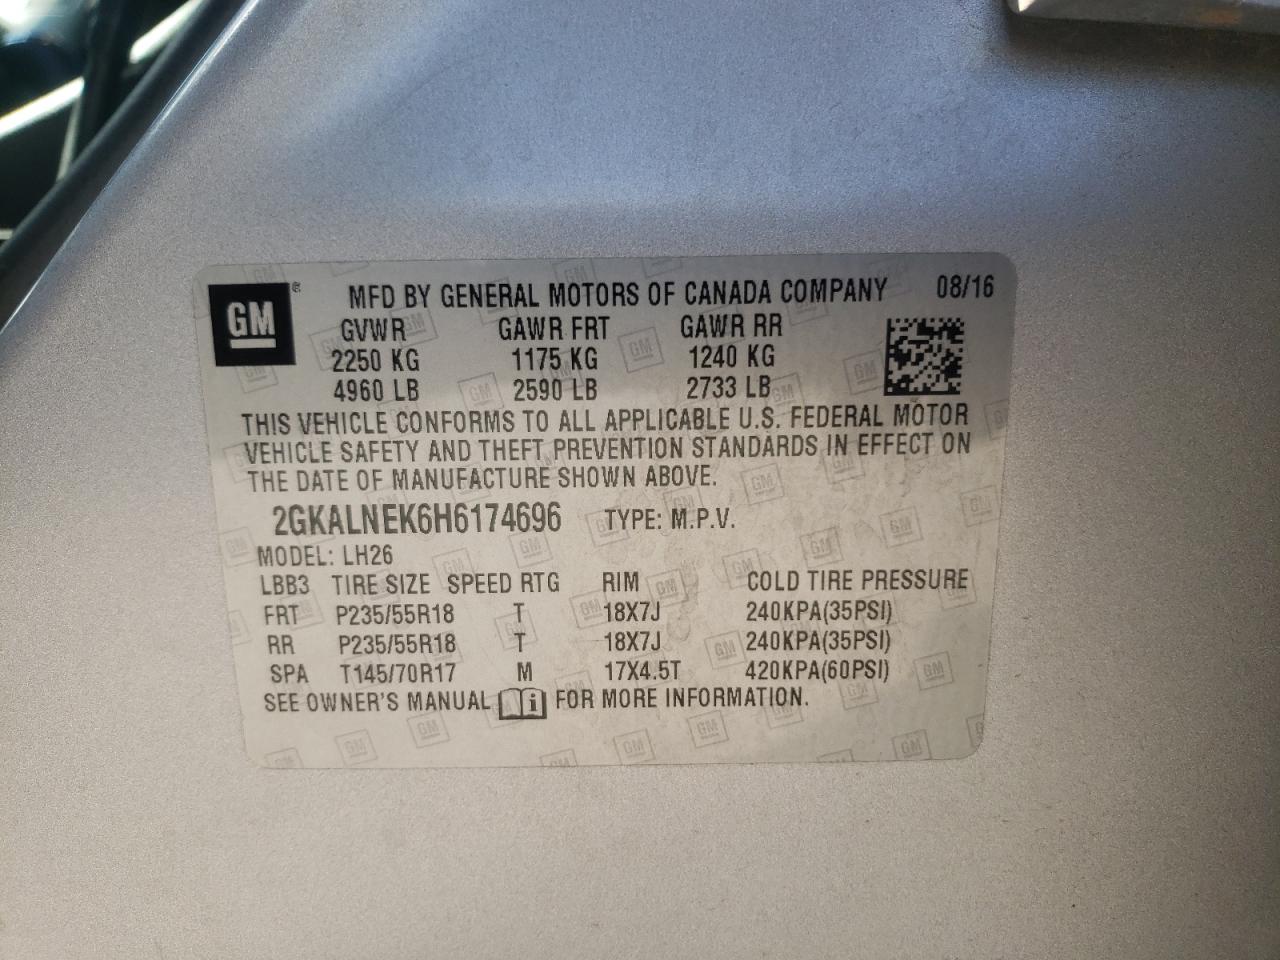 GM® MFD BY GENERAL MOTORS OF CANADA COMPANY 08/16
GVWR GAWR FRT GAWR RR
2250 KG 1175 KG 1240 KG
4960 LB 2590 LB 2733 LB
THIS VEHICLE CONFORMS TO ALL APPLICABLE U.S. FEDERAL MOTOR
VEHICLE SAFETY AND THEFT PREVENTION STANDARDS IN EFFECT ON
THE DATE OF MANUFACTURE SHOWN ABOVE.
2GKALNEK6H6174696 TYPE: M.P.V.
MODEL: LH26
LBB3 TIRE SIZE SPEED RTG RIM COLD TIRE PRESSURE
FRT P235/55R18 T 18X7J 240KPA(35PSI)
RR P235/55R18 T 18X7J 240KPA(35PSI)
SPA T145/70R17 M 17X4.5T 420KPA(60PSI)
SEE OWNER'S MANUAL i FOR MORE INFORMATION.